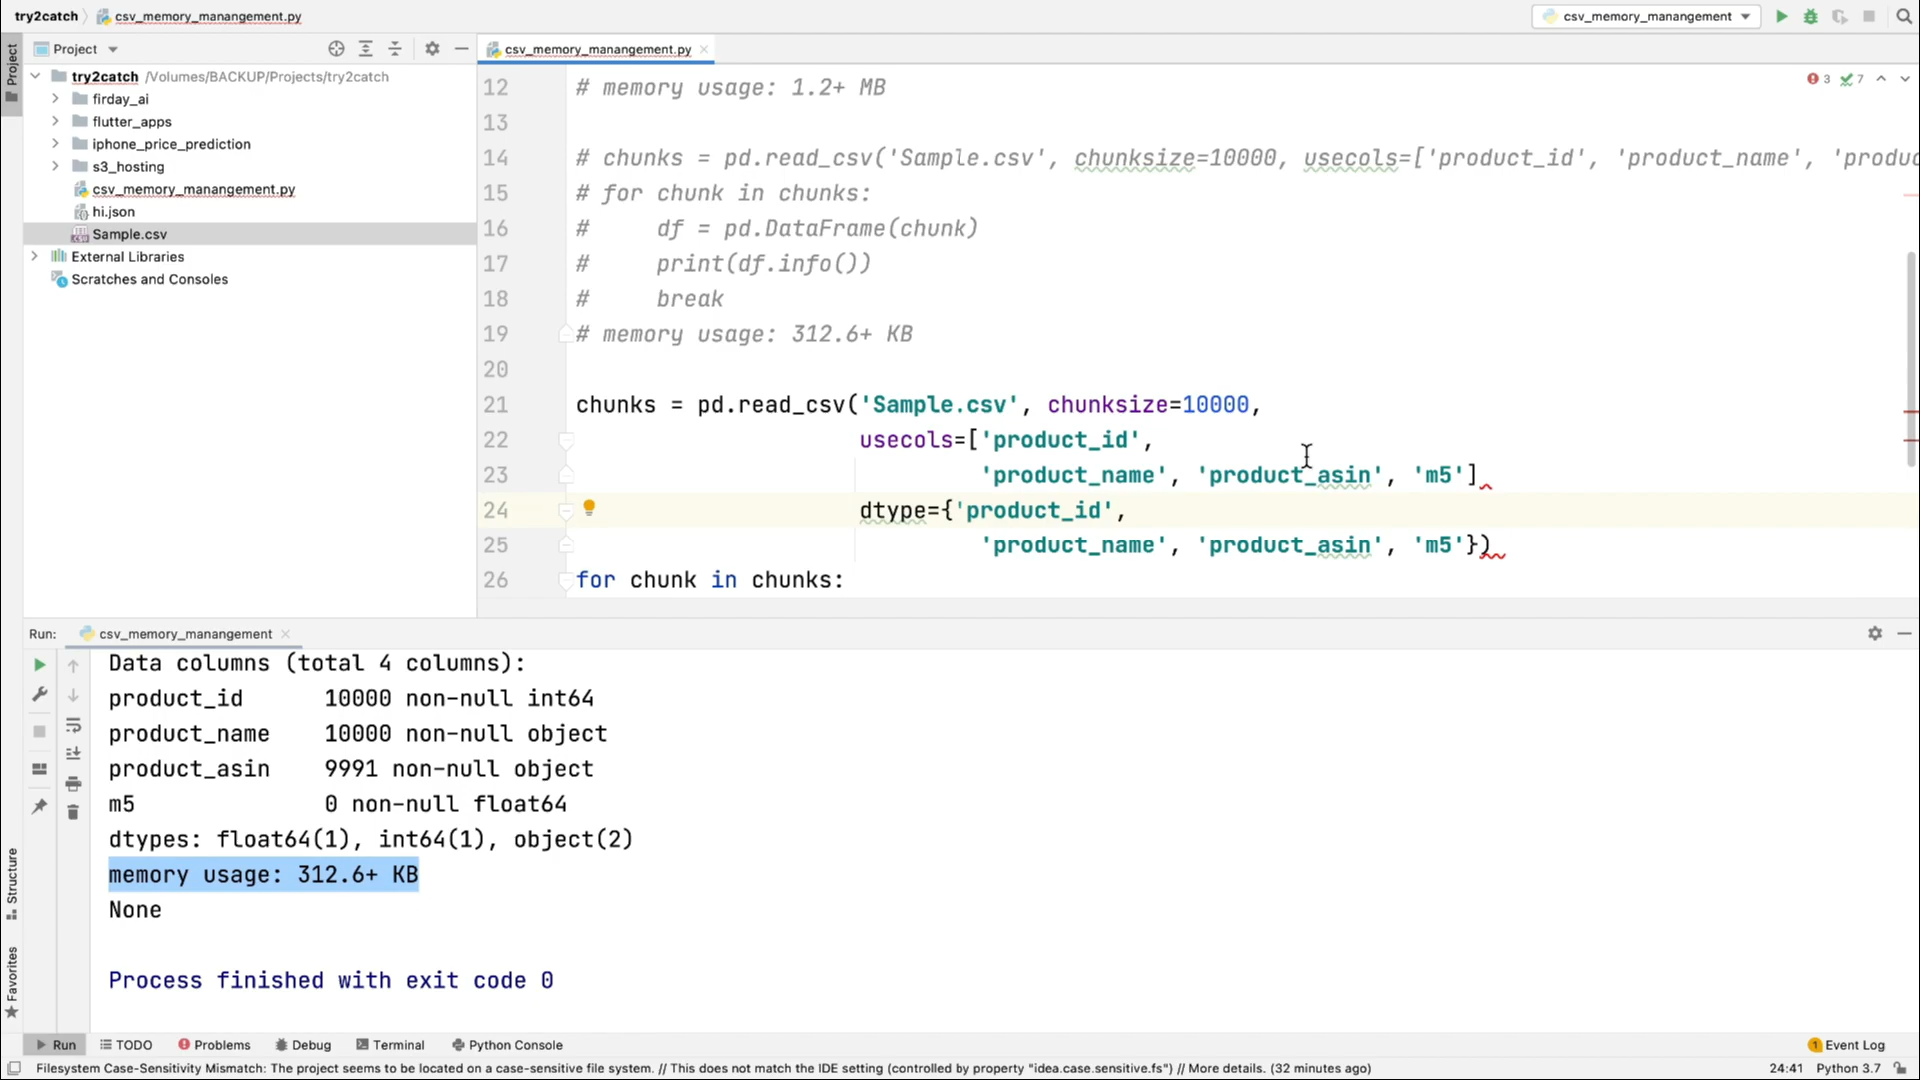 try2catch csv_memory_manangement.py
csv_memory_manangement
Project
csv_memory_manangement.py
Project
try2catch /Volumes/BACKUP/Projects/try2catch
firday_ai
flutter_apps
iphone_price_prediction
s3_hosting
csv_memory_manangement.py
hi.json
Sample.csv
External Libraries
Scratches and Consoles
3 7
12 # memory usage: 1.2+ MB
13
14 # chunks = pd.read_csv('Sample.csv', chunksize=10000, usecols=['product_id', 'product_name', 'produc
15 # for chunk in chunks:
16 #     df = pd.DataFrame(chunk)
17 #     print(df.info())
18 #     break
19 # memory usage: 312.6+ KB
20
21 chunks = pd.read_csv('Sample.csv', chunksize=10000,
22 usecols=['product_id',
23 'product_name', 'product_asin', 'm5']
24 dtype={'product_id',
25 'product_name', 'product_asin', 'm5'})
26 for chunk in chunks:
Run: csv_memory_manangement
Data columns (total 4 columns):
product_id 10000 non-null int64
product_name 10000 non-null object
product_asin 9991 non-null object
m5 0 non-null float64
dtypes: float64(1), int64(1), object(2)
memory usage: 312.6+ KB
None
Process finished with exit code 0
Structure
Favorites
Run TODO Problems Debug Terminal Python Console 1 Event Log
Filesystem Case-Sensitivity Mismatch: The project seems to be located on a case-sensitive file system. // This does not match the IDE setting (controlled by property "idea.case.sensitive.fs") // More details. (32 minutes ago) 24:41 Python 3.7